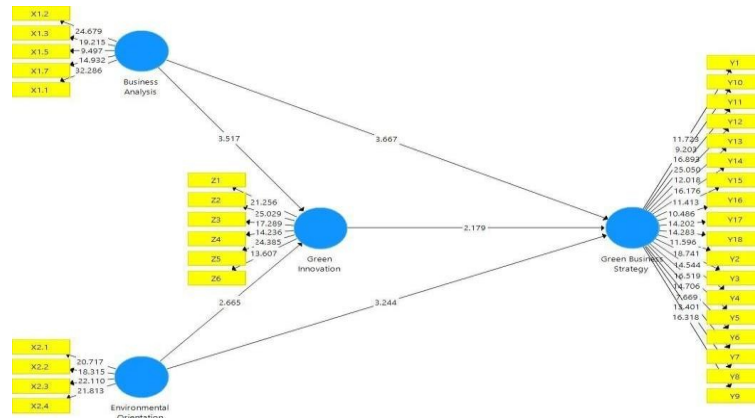 X1.2
X1.3
X1.5
X1.7
X1.1
24.679
19.215
9.497
14.932
32.286
Business
Analysis
3.517
3.667
Z1
Z2
Z3
Z4
Z5
Z6
21.256
25.029
17.289
14.236
24.385
13.607
Green
Innovation
2.179
2.665
3.244
X2.1
X2.2
X2.3
X2.4
20.717
18.315
22.110
21.813
Environmental
Orientation
Green Business
Strategy
11.723
9.203
16.893
25.050
12.018
16.176
11.413
10.486
14.202
14.283
11.596
18.741
14.544
16.519
14.706
7.669
13.401
16.318
Y1
Y10
Y11
Y12
Y13
Y14
Y15
Y16
Y17
Y18
Y2
Y3
Y4
Y5
Y6
Y7
Y8
Y9